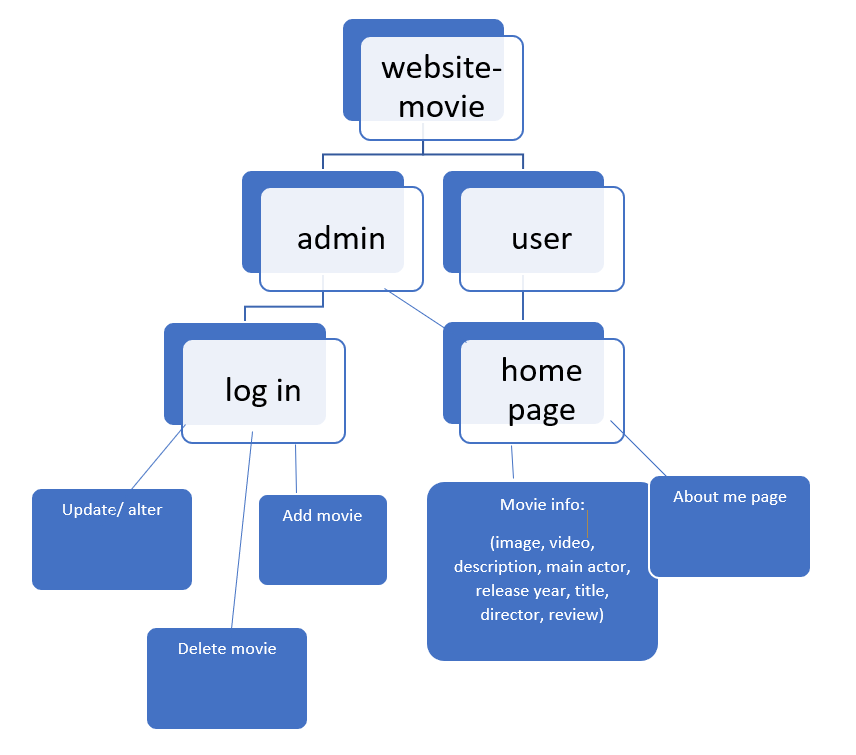 website-
movie
admin
user
log in
home
page
Update/ alter
Add movie
Movie info:
(image, video,
description, main actor,
release year, title,
director, review)
About me page
Delete movie